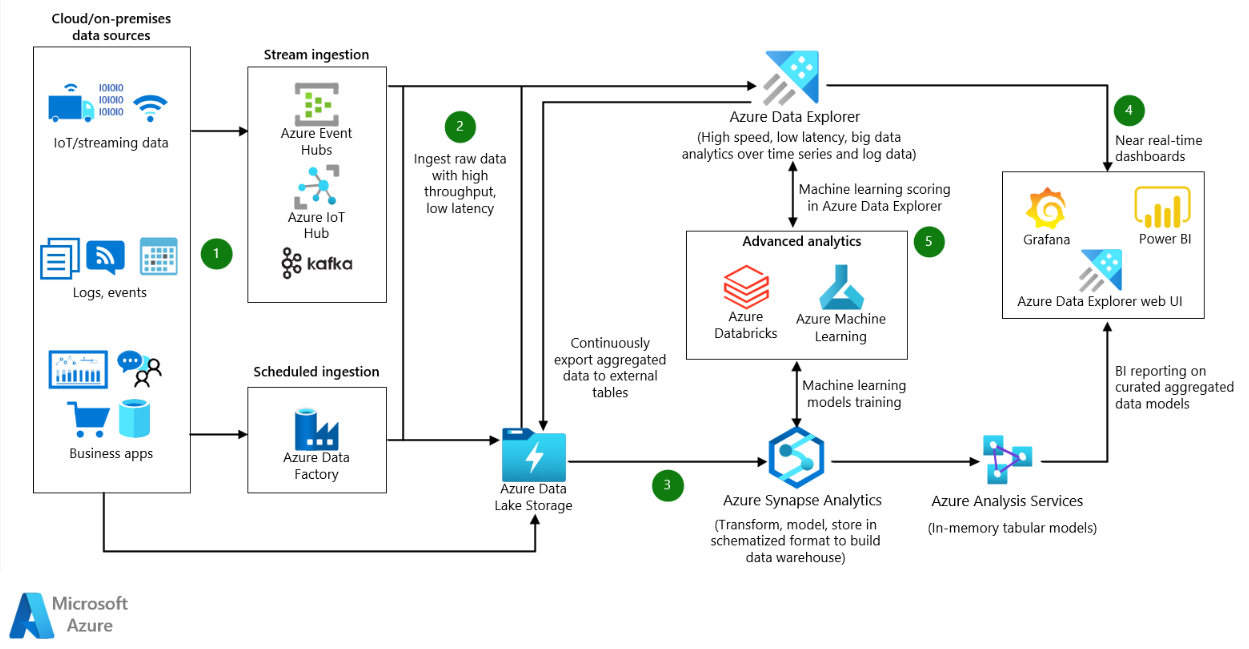 Cloud/on-premises
data sources
IOIOI
IOIOI
IOIOI
IoT/streaming data
Logs, events
Business apps
1
Stream ingestion
Azure Event
Hubs
Azure IoT
Hub
kafka
Scheduled ingestion
Azure Data
Factory
2
Ingest raw data
with high
throughput,
low latency
Continuously
export aggregated
data to external
tables
Azure Data
Lake Storage
3
Azure Data Explorer
(High speed, low latency, big data
analytics over time series and log data)
Machine learning scoring
in Azure Data Explorer
Advanced analytics
5
Azure
Databricks
Azure Machine
Learning
Machine learning
models training
Azure Synapse Analytics
(Transform, model, store in
schematized format to build
data warehouse)
Azure Analysis Services
(In-memory tabular models)
4
Near real-time
dashboards
Grafana
Power BI
Azure Data Explorer web UI
BI reporting on
curated aggregated
data models
Microsoft
Azure